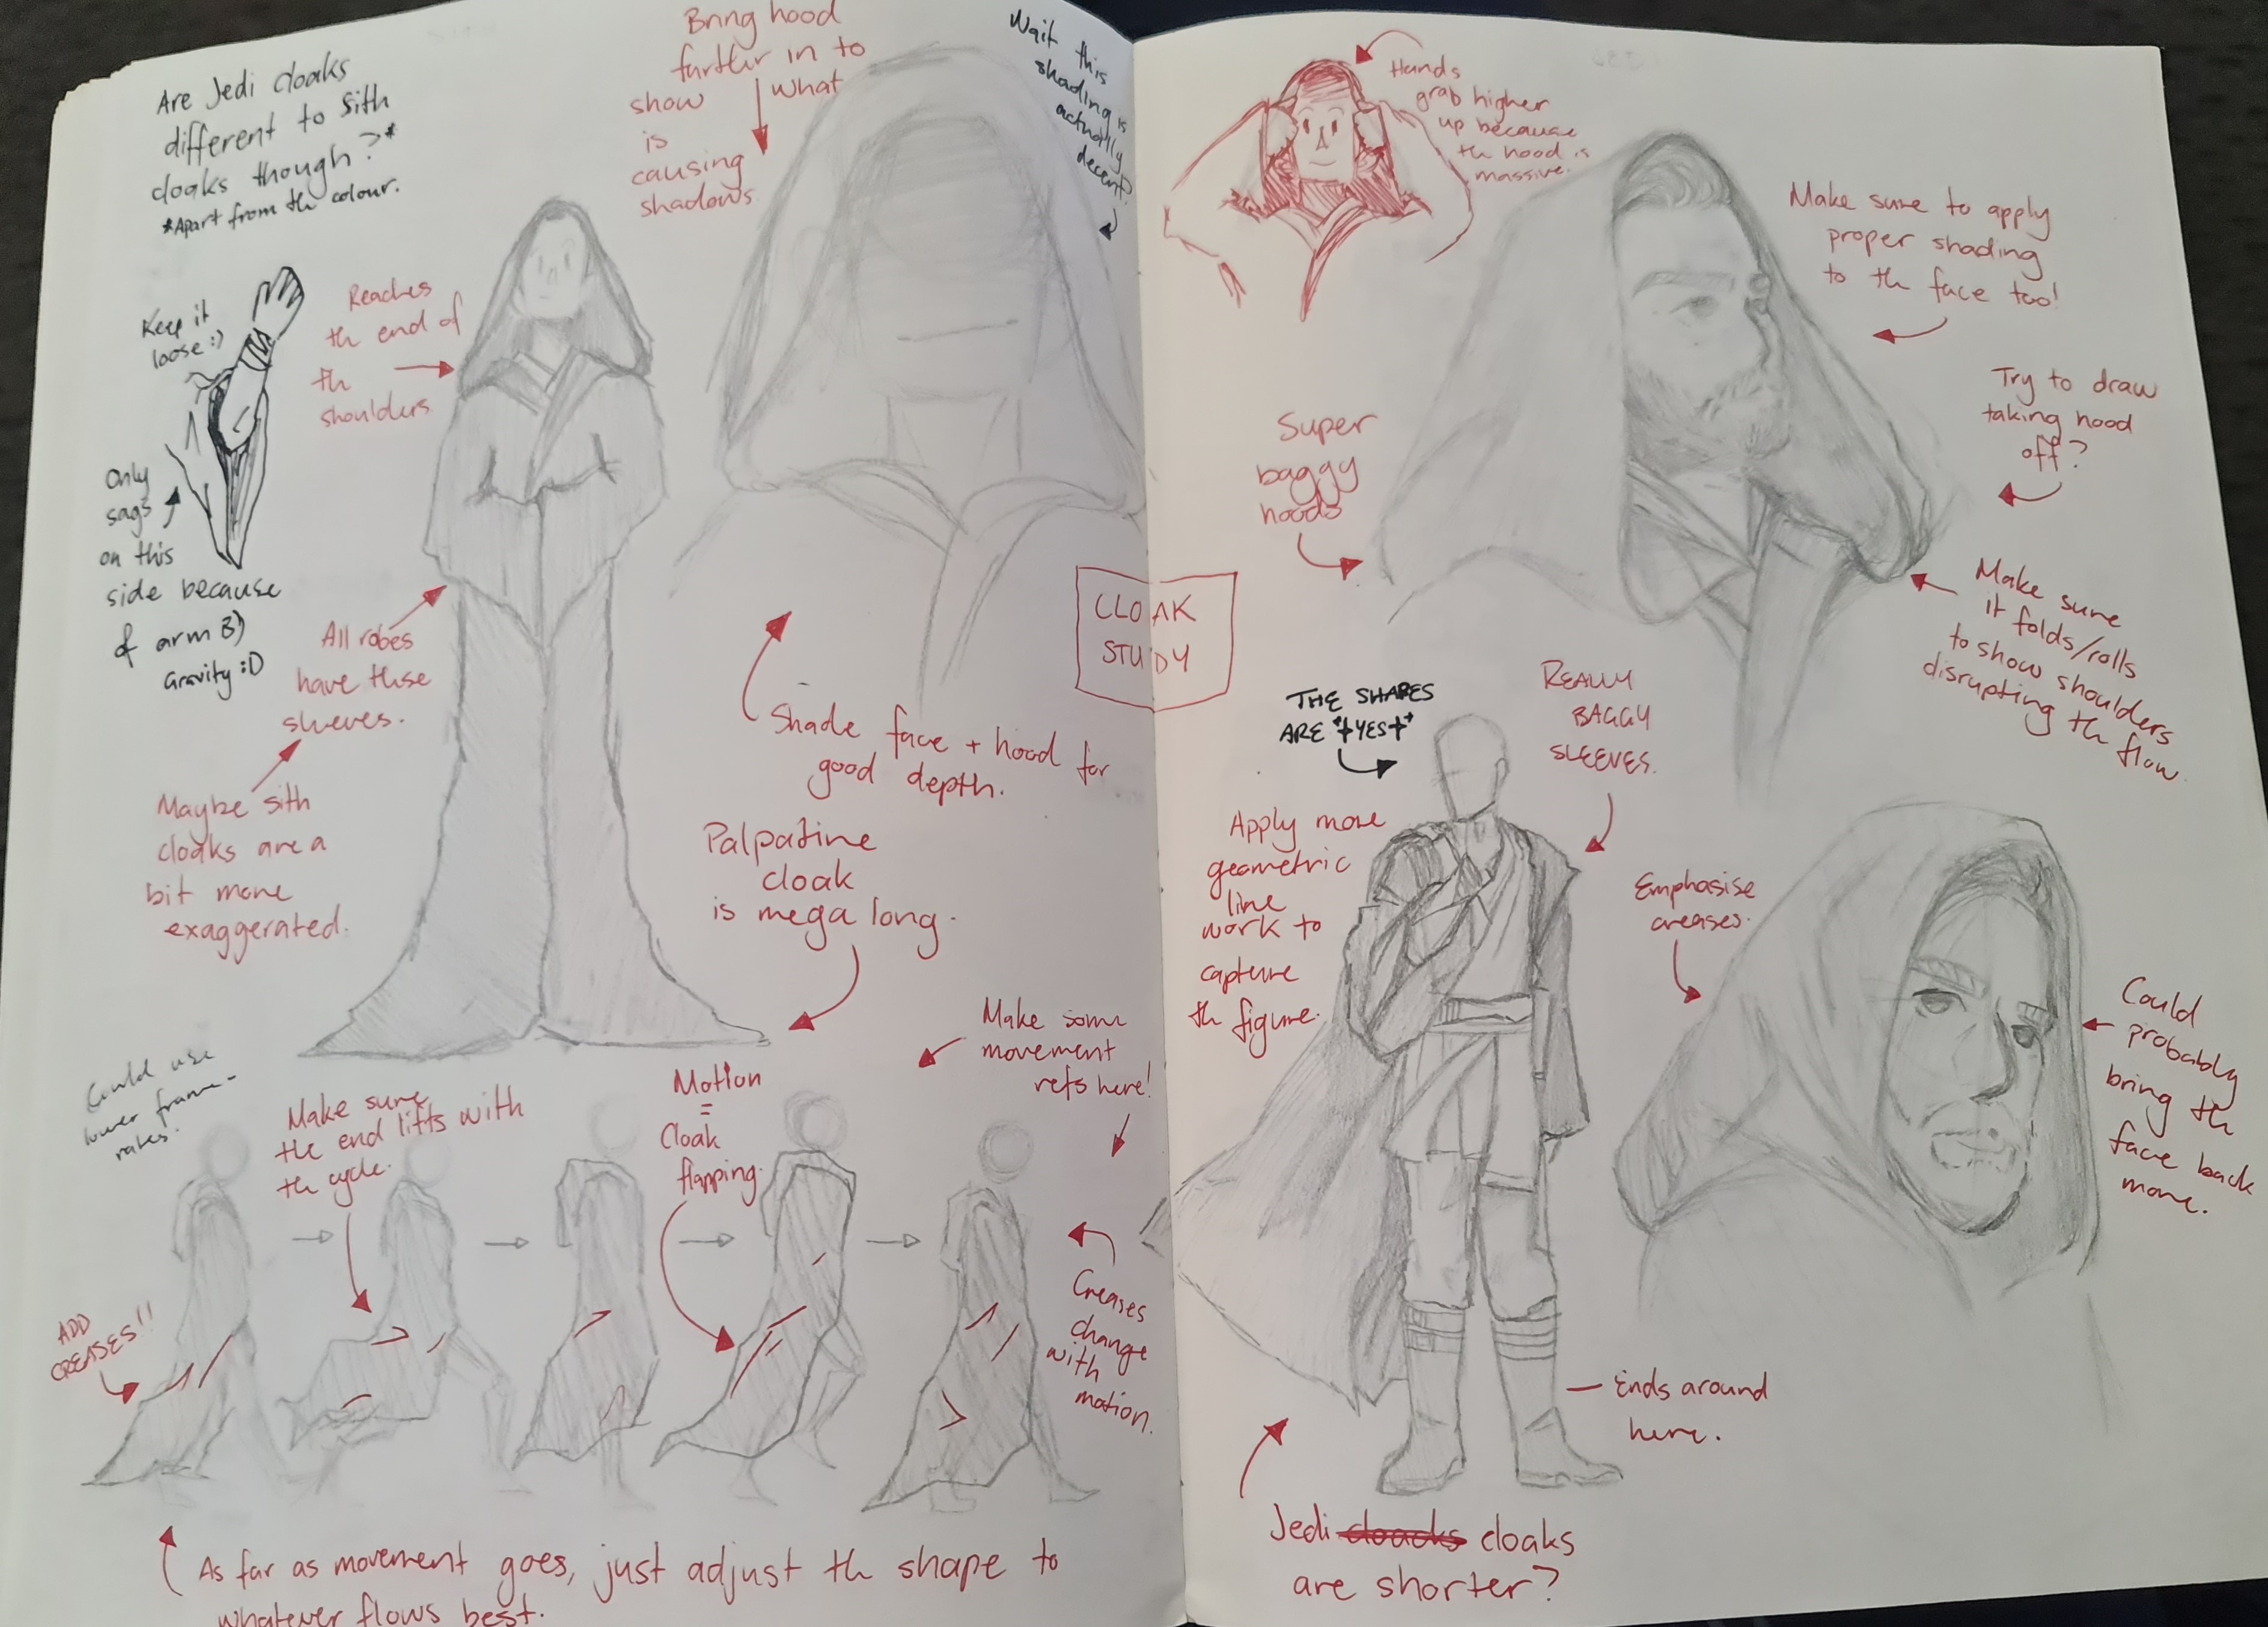 Are Jedi cloaks
different to Sith
cloaks though?*
*Apart from the colour.
Keep it
loose :)
Only
sags
on this
side because
of arm B)
Gravity :D
Reaches
the end of
the
shoulders
All robes
have these
sleeves.
Maybe sith
cloaks are a
bit more
exaggerated.
Bring hood
further in to
show what
is
causing
shadows
Wait this
shading is
actually
decent?
Shade face + hood for
good depth.
Palpatine
cloak
is mega long.
CLOAK
STUDY
Make some
movement
refs here!
Could use
lower frame-
rates.
Make sure
the end lifts with
the cycle.
Motion
=
Cloak
flapping.
ADD
CREASES!!
Creases
change
with
motion.
As far as movement goes, just adjust the shape to
whatever flows best.
Hands
grab higher
up because
the hood is
massive.
Make sure to apply
proper shading
to the face too!
Super
baggy
hoods
Try to draw
taking hood
off?
Make sure
it folds/rolls
to show shoulders
disrupting the flow.
THE SHAPES
ARE *YES*
REALLY
BAGGY
SLEEVES.
Apply more
geometric
line
work to
capture
the figure.
Emphasise
creases.
Could
probably
bring the
face back
more.
Ends around
here.
Jedi cloacks cloaks
are shorter?